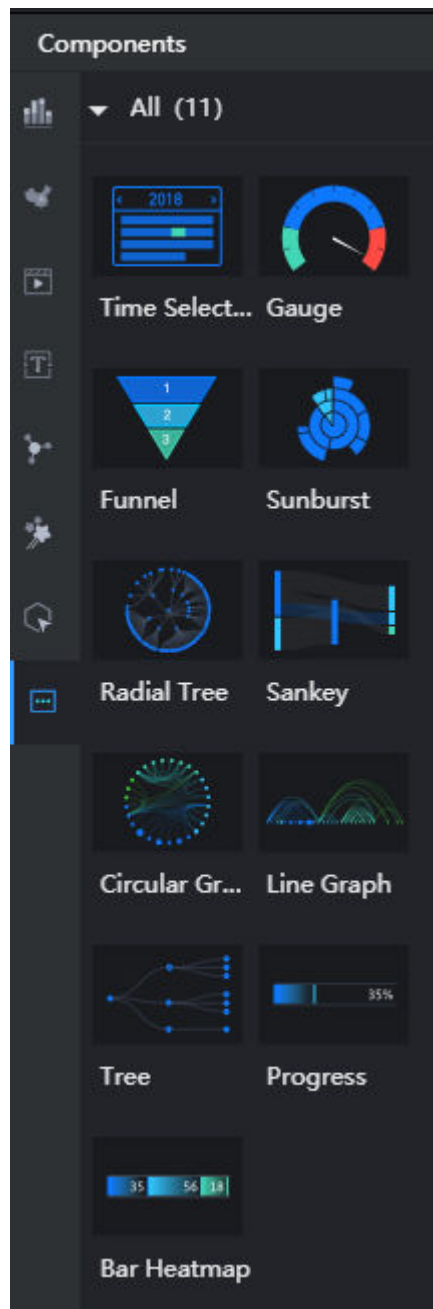 Components
All (11)
2018
Time Select... Gauge
1
2
3
Funnel Sunburst
Radial Tree Sankey
Circular Gr... Line Graph
35%
Tree Progress
35 56 18
Bar Heatmap